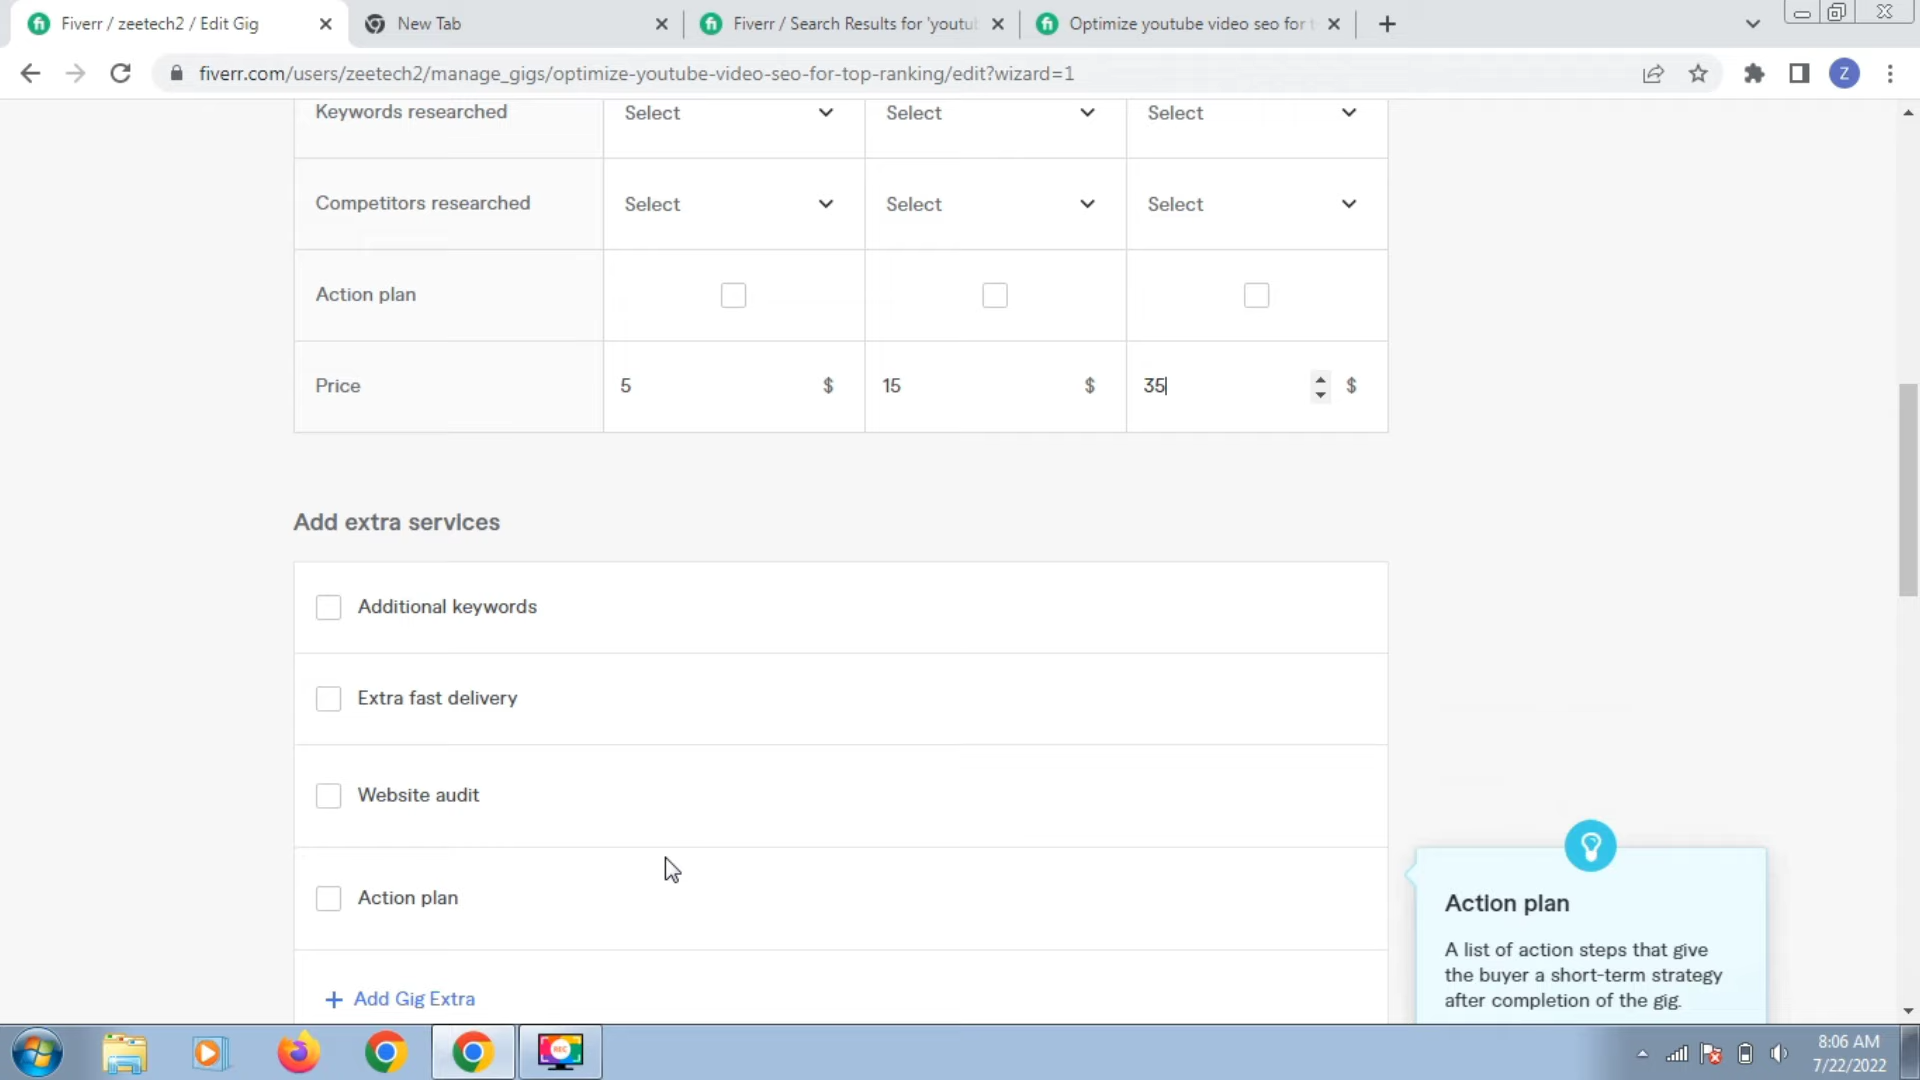 Fiverr / zeetech2 / Edit Gig
New Tab
Fiverr / Search Results for 'youtu
Optimize youtube video seo for t
fiverr.com/users/zeetech2/manage_gigs/optimize-youtube-video-seo-for-top-ranking/edit?wizard=1
Z
Keywords researched Select Select Select
Competitors researched Select Select Select
Action plan
Price 5 $ 15 $ 35 $
Add extra services
Additional keywords
Extra fast delivery
Website audit
Action plan
+ Add Gig Extra
Action plan
A list of action steps that give
the buyer a short-term strategy
after completion of the gig.
REC
8:06 AM
7/22/2022